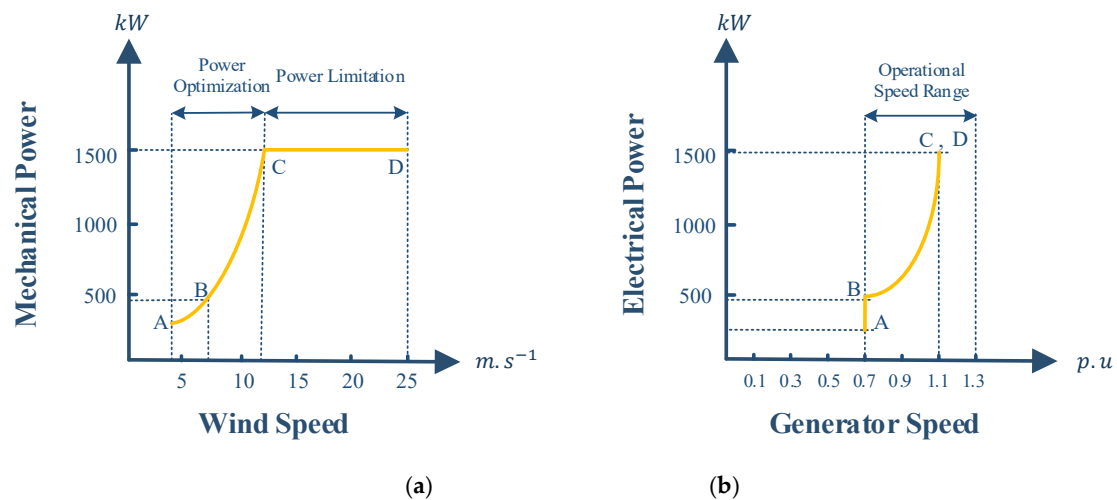 kW
Power
Optimization
Power Limitation
1500
1000
500
A
B
C
D
5
10
15
20
25
m.s⁻¹
Mechanical Power
Wind Speed
(a)
kW
Operational
Speed Range
C , D
1500
1000
500
B
A
0.1
0.3
0.5
0.7
0.9
1.1
1.3
p.u
Electrical Power
Generator Speed
(b)